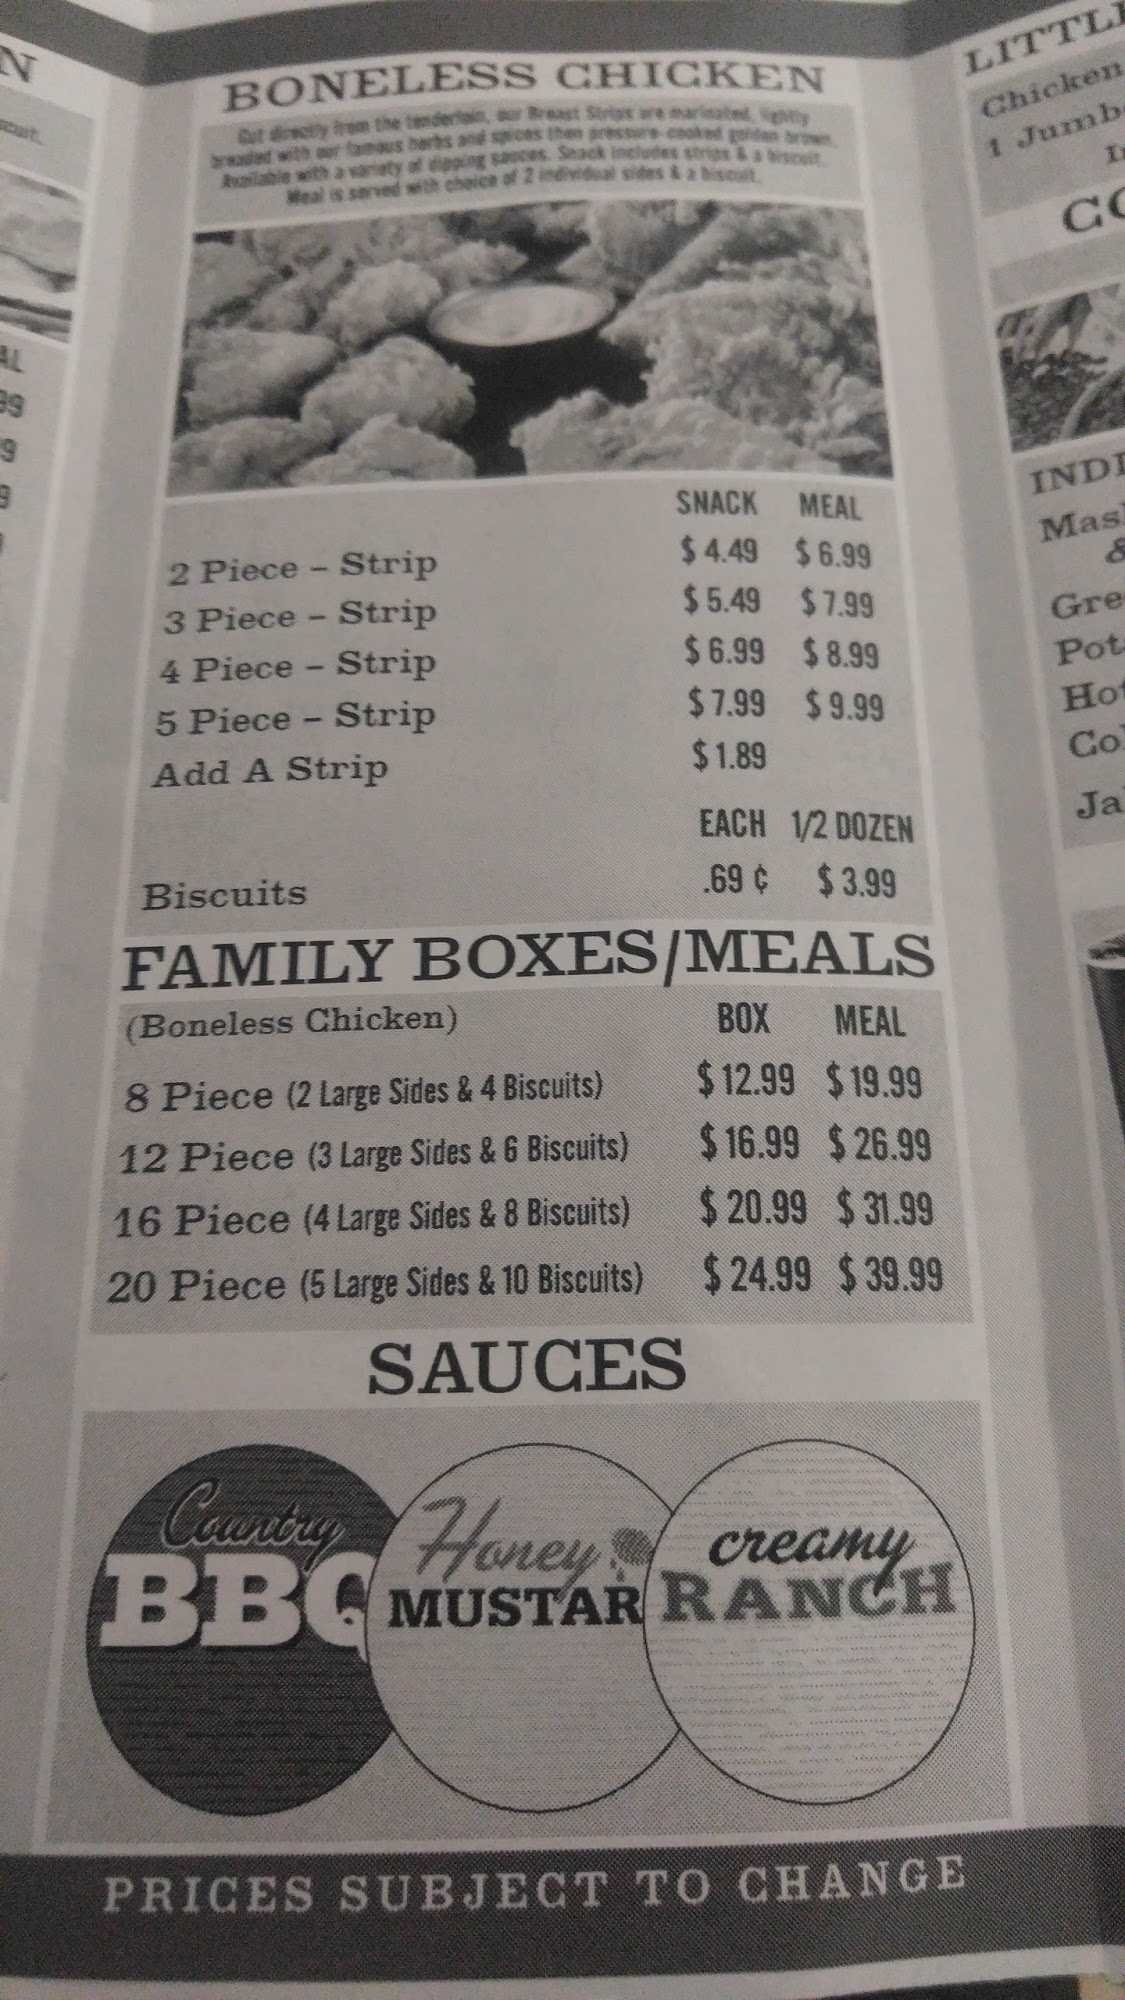 BONELESS CHICKEN
Cut directly from the tenderloin, our Breast Strips are marinated, lightly
breaded with our famous herbs and spices then pressure-cooked golden brown.
Available with a variety of dipping sauces. Snack includes strips & a biscuit.
Meal is served with choice of 2 individual sides & a biscuit.
SNACK MEAL
2 Piece – Strip $4.49 $6.99
3 Piece – Strip $5.49 $7.99
4 Piece – Strip $6.99 $8.99
5 Piece – Strip $7.99 $9.99
Add A Strip $1.89
EACH 1/2 DOZEN
Biscuits .69 ¢ $3.99
FAMILY BOXES/MEALS
(Boneless Chicken) BOX MEAL
8 Piece (2 Large Sides & 4 Biscuits) $12.99 $19.99
12 Piece (3 Large Sides & 6 Biscuits) $16.99 $26.99
16 Piece (4 Large Sides & 8 Biscuits) $20.99 $31.99
20 Piece (5 Large Sides & 10 Biscuits) $24.99 $39.99
SAUCES
Country
BBQ
Honey
MUSTAR
creamy
RANCH
PRICES SUBJECT TO CHANGE
Chicken
1
&